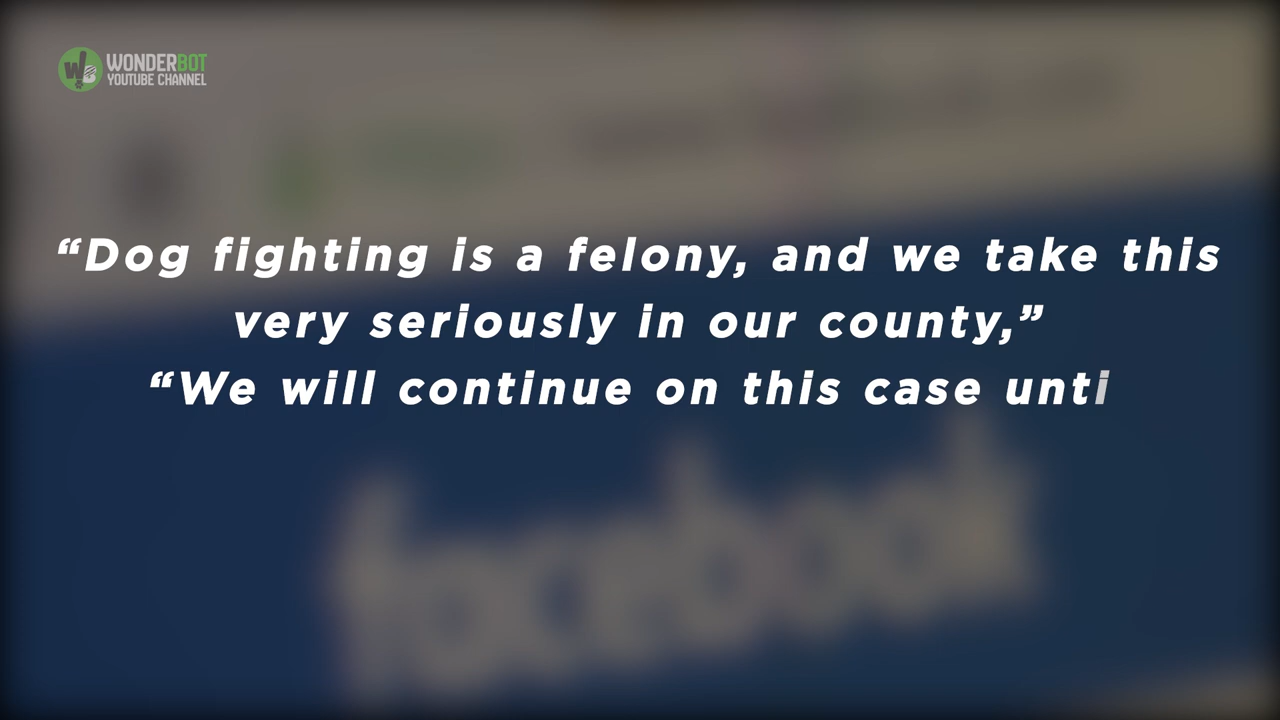 WONDERBOT
YOUTUBE CHANNEL
“Dog fighting is a felony, and we take this
very seriously in our county,”
“We will continue on this case unti
facebook